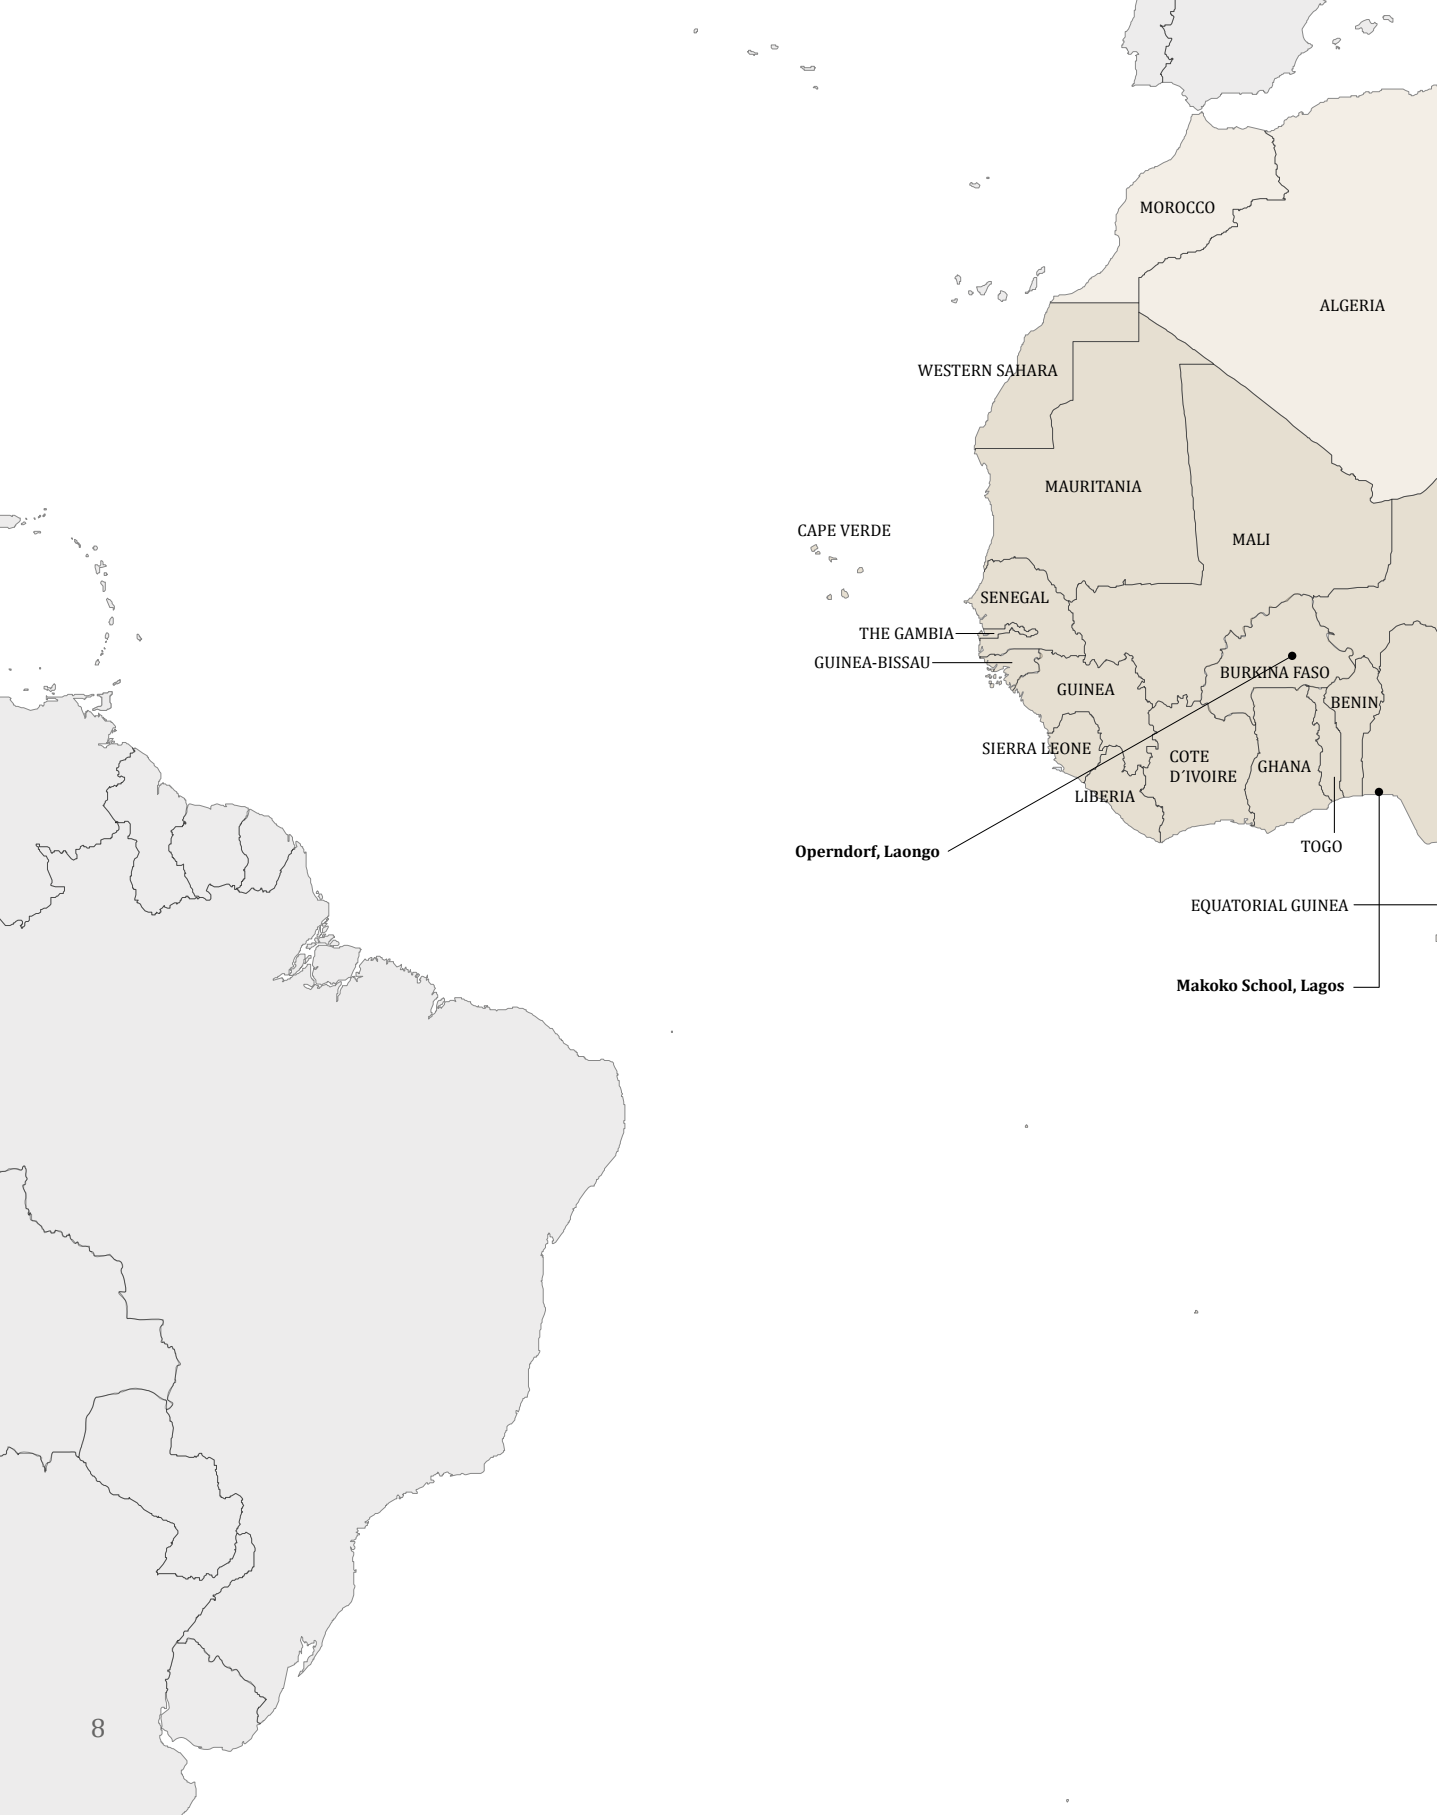 MOROCCO
ALGERIA
WESTERN SAHARA
MAURITANIA
CAPE VERDE
MALI
SENEGAL
THE GAMBIA
GUINEA-BISSAU
BURKINA FASO
GUINEA
BENIN
SIERRA LEONE
COTE
D´IVOIRE
GHANA
LIBERIA
TOGO
Operndorf, Laongo
EQUATORIAL GUINEA
Makoko School, Lagos
8